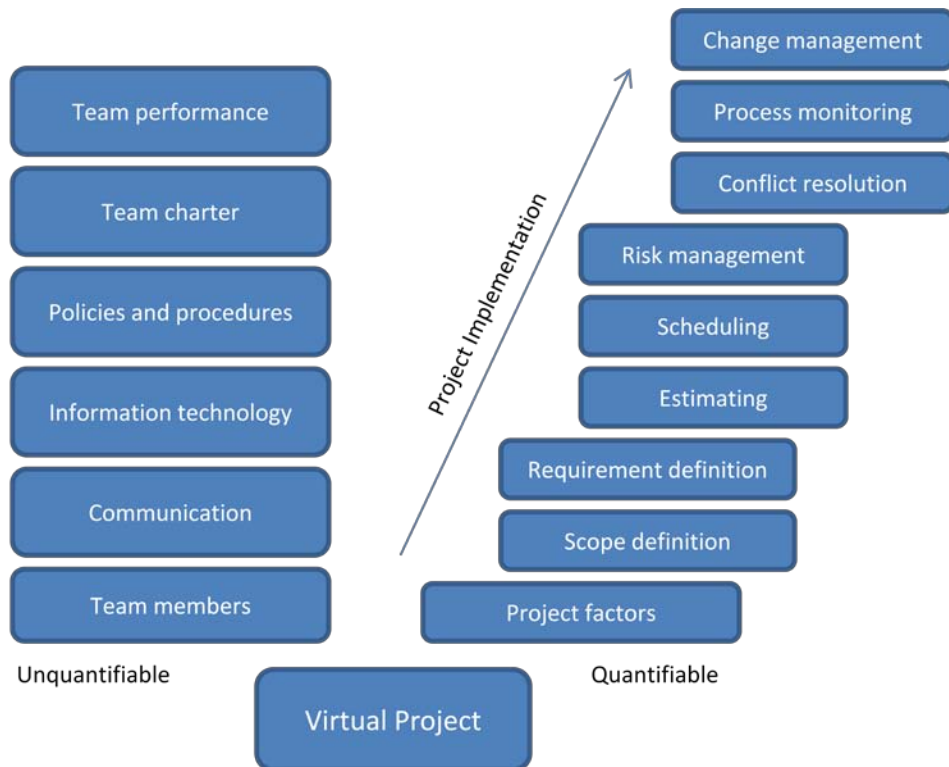 Team performance
Team charter
Policies and procedures
Information technology
Communication
Team members
Unquantifiable
Project Implementation
Change management
Process monitoring
Conflict resolution
Risk management
Scheduling
Estimating
Requirement definition
Scope definition
Project factors
Quantifiable
Virtual Project